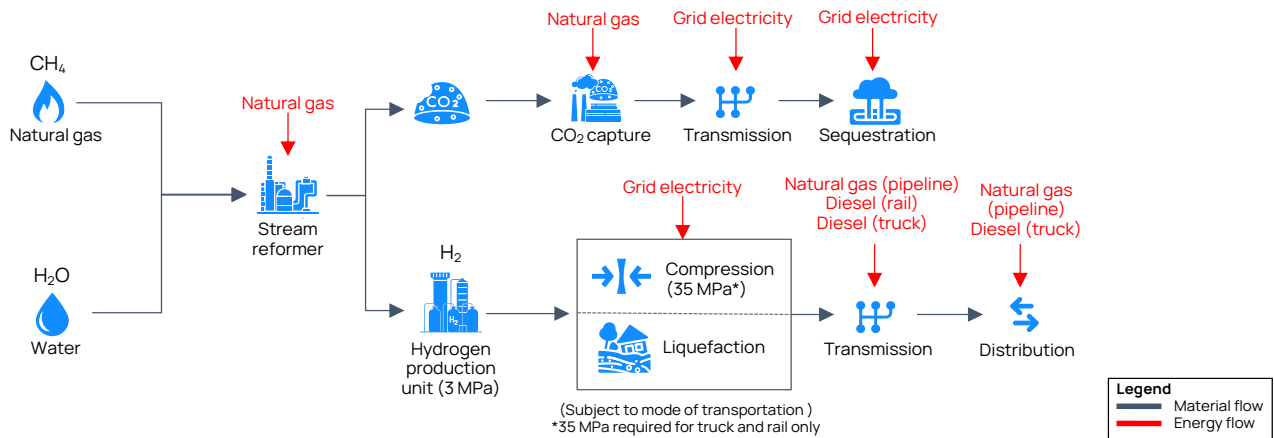 CH₄
Natural gas
H₂O
Water
Natural gas
Stream
reformer
CO₂
Natural gas
CO₂
CO₂ capture
Grid electricity
Transmission
Grid electricity
Sequestration
H₂
H₂
Hydrogen
production
unit (3 MPa)
Grid electricity
Compression
(35 MPa*)
Liquefaction
(Subject to mode of transportation )
*35 MPa required for truck and rail only
Natural gas (pipeline)
Diesel (rail)
Diesel (truck)
Transmission
Natural gas
(pipeline)
Diesel (truck)
Distribution
Legend
Material flow
Energy flow